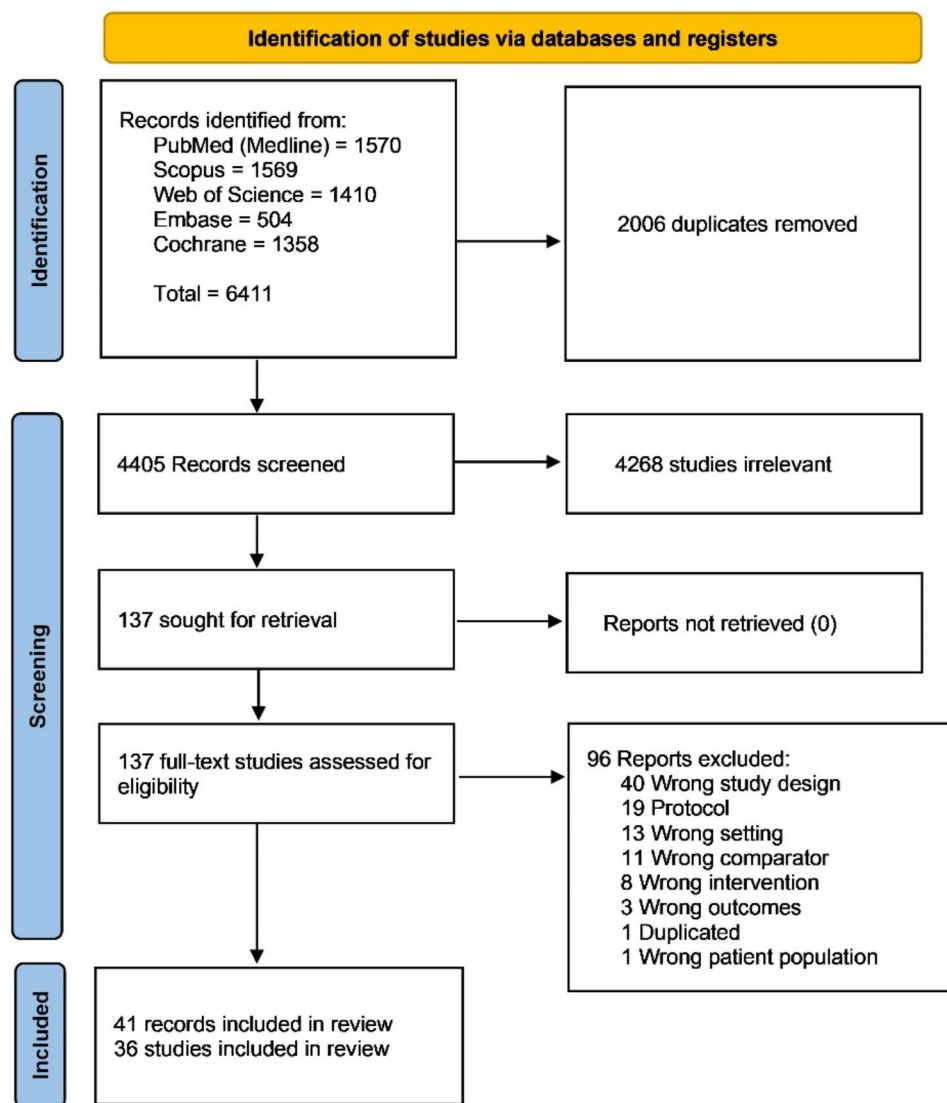 Identification of studies via databases and registers
Identification
Records identified from:
PubMed (Medline) = 1570
Scopus = 1569
Web of Science = 1410
Embase = 504
Cochrane = 1358
Total = 6411
2006 duplicates removed
Screening
4405 Records screened
4268 studies irrelevant
137 sought for retrieval
Reports not retrieved (0)
137 full-text studies assessed for
eligibility
96 Reports excluded:
40 Wrong study design
19 Protocol
13 Wrong setting
11 Wrong comparator
8 Wrong intervention
3 Wrong outcomes
1 Duplicated
1 Wrong patient population
Included
41 records included in review
36 studies included in review